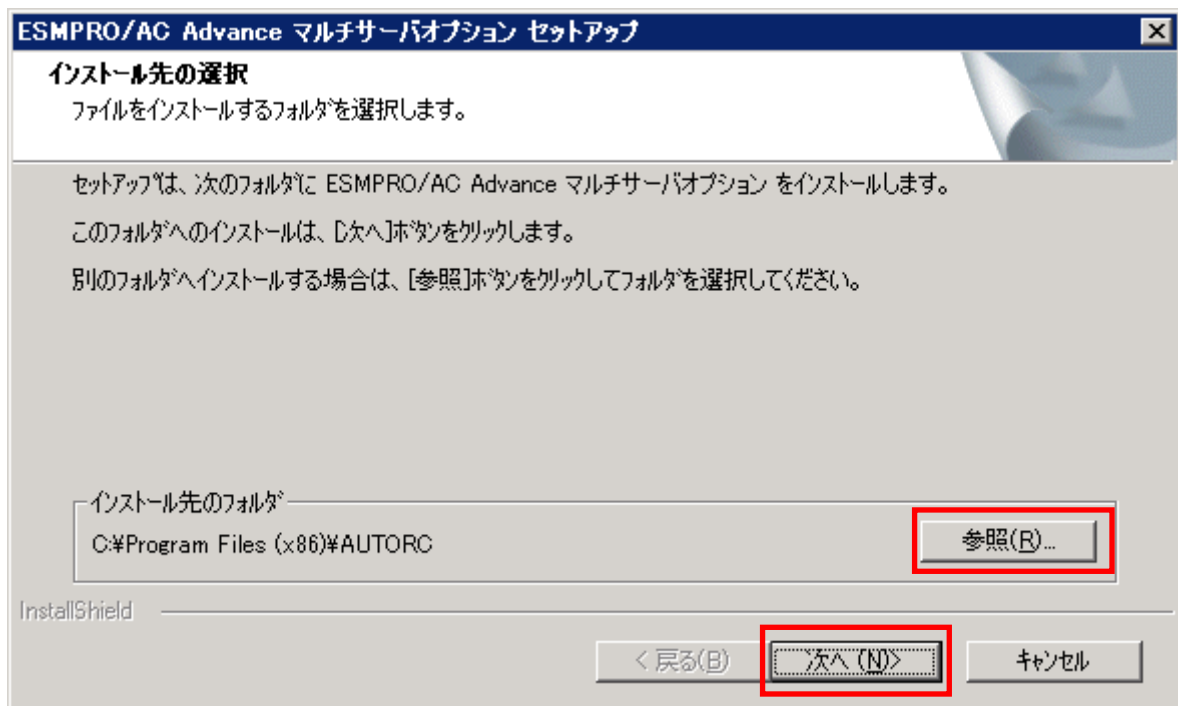 ESMPRO/AC Advance マルチサーバオプション セットアップ
インストール先の選択
ファイルをインストールするフォルダを選択します。
セットアップは、次のフォルダに ESMPRO/AC Advance マルチサーバオプション をインストールします。
このフォルダへのインストールは、[次へ]ボタンをクリックします。
別のフォルダへインストールする場合は、[参照]ボタンをクリックしてフォルダを選択してください。
インストール先のフォルダ
C:¥Program Files (x86)¥AUTORC
参照(R)...
InstallShield
< 戻る(B)
次へ (N)>
キャンセル